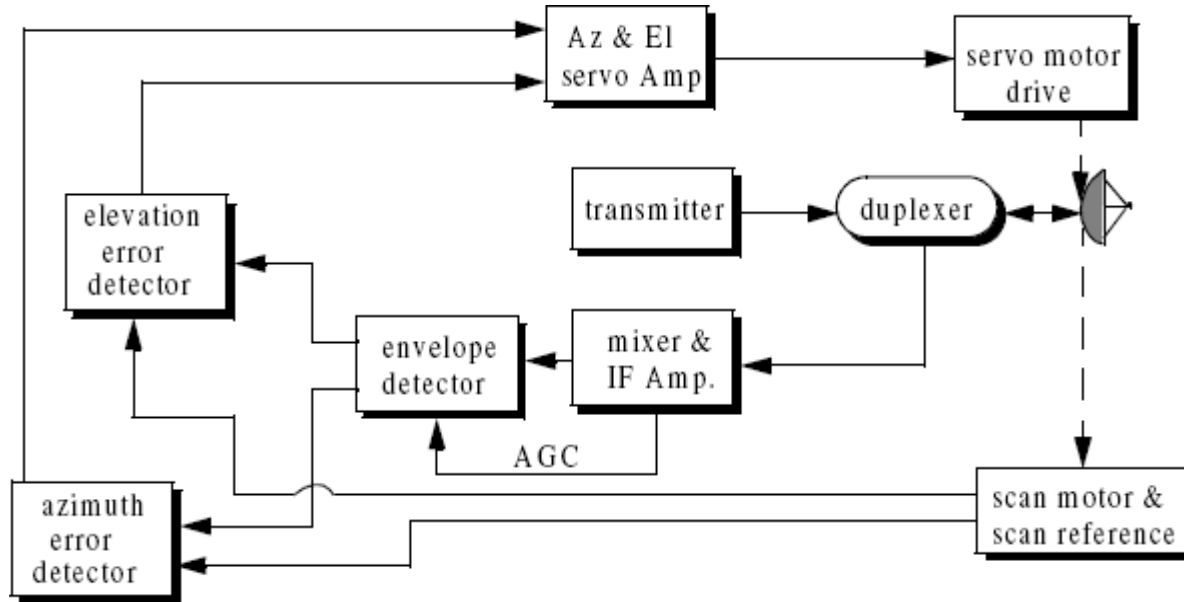 Az & El
servo Amp
servo motor
drive
transmitter
duplexer
elevation
error
detector
envelope
detector
mixer &
IF Amp.
AGC
azimuth
error
detector
scan motor &
scan reference